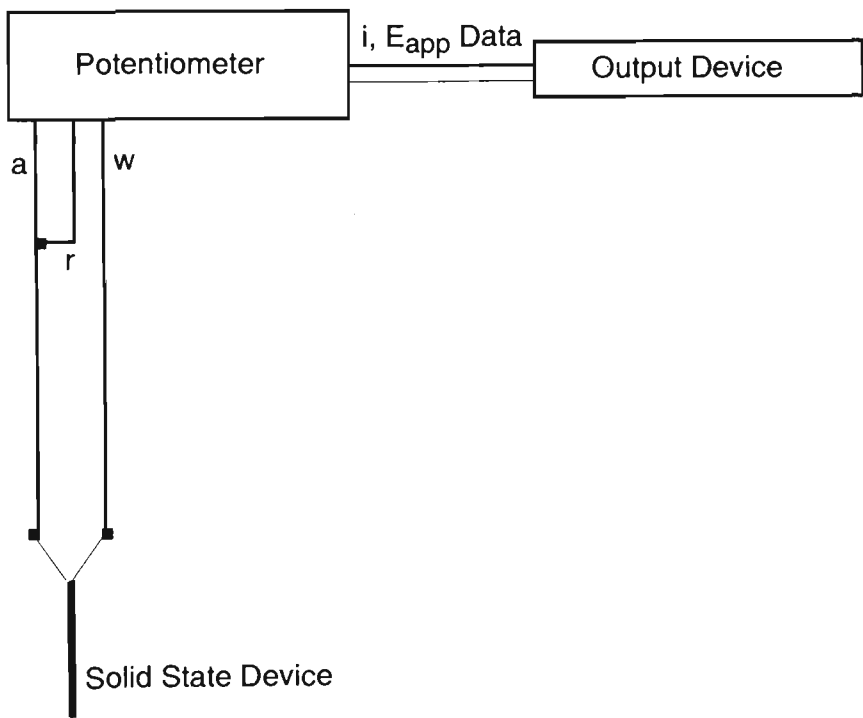 i, Eapp Data
Potentiometer
Output Device
a
w
r
Solid State Device